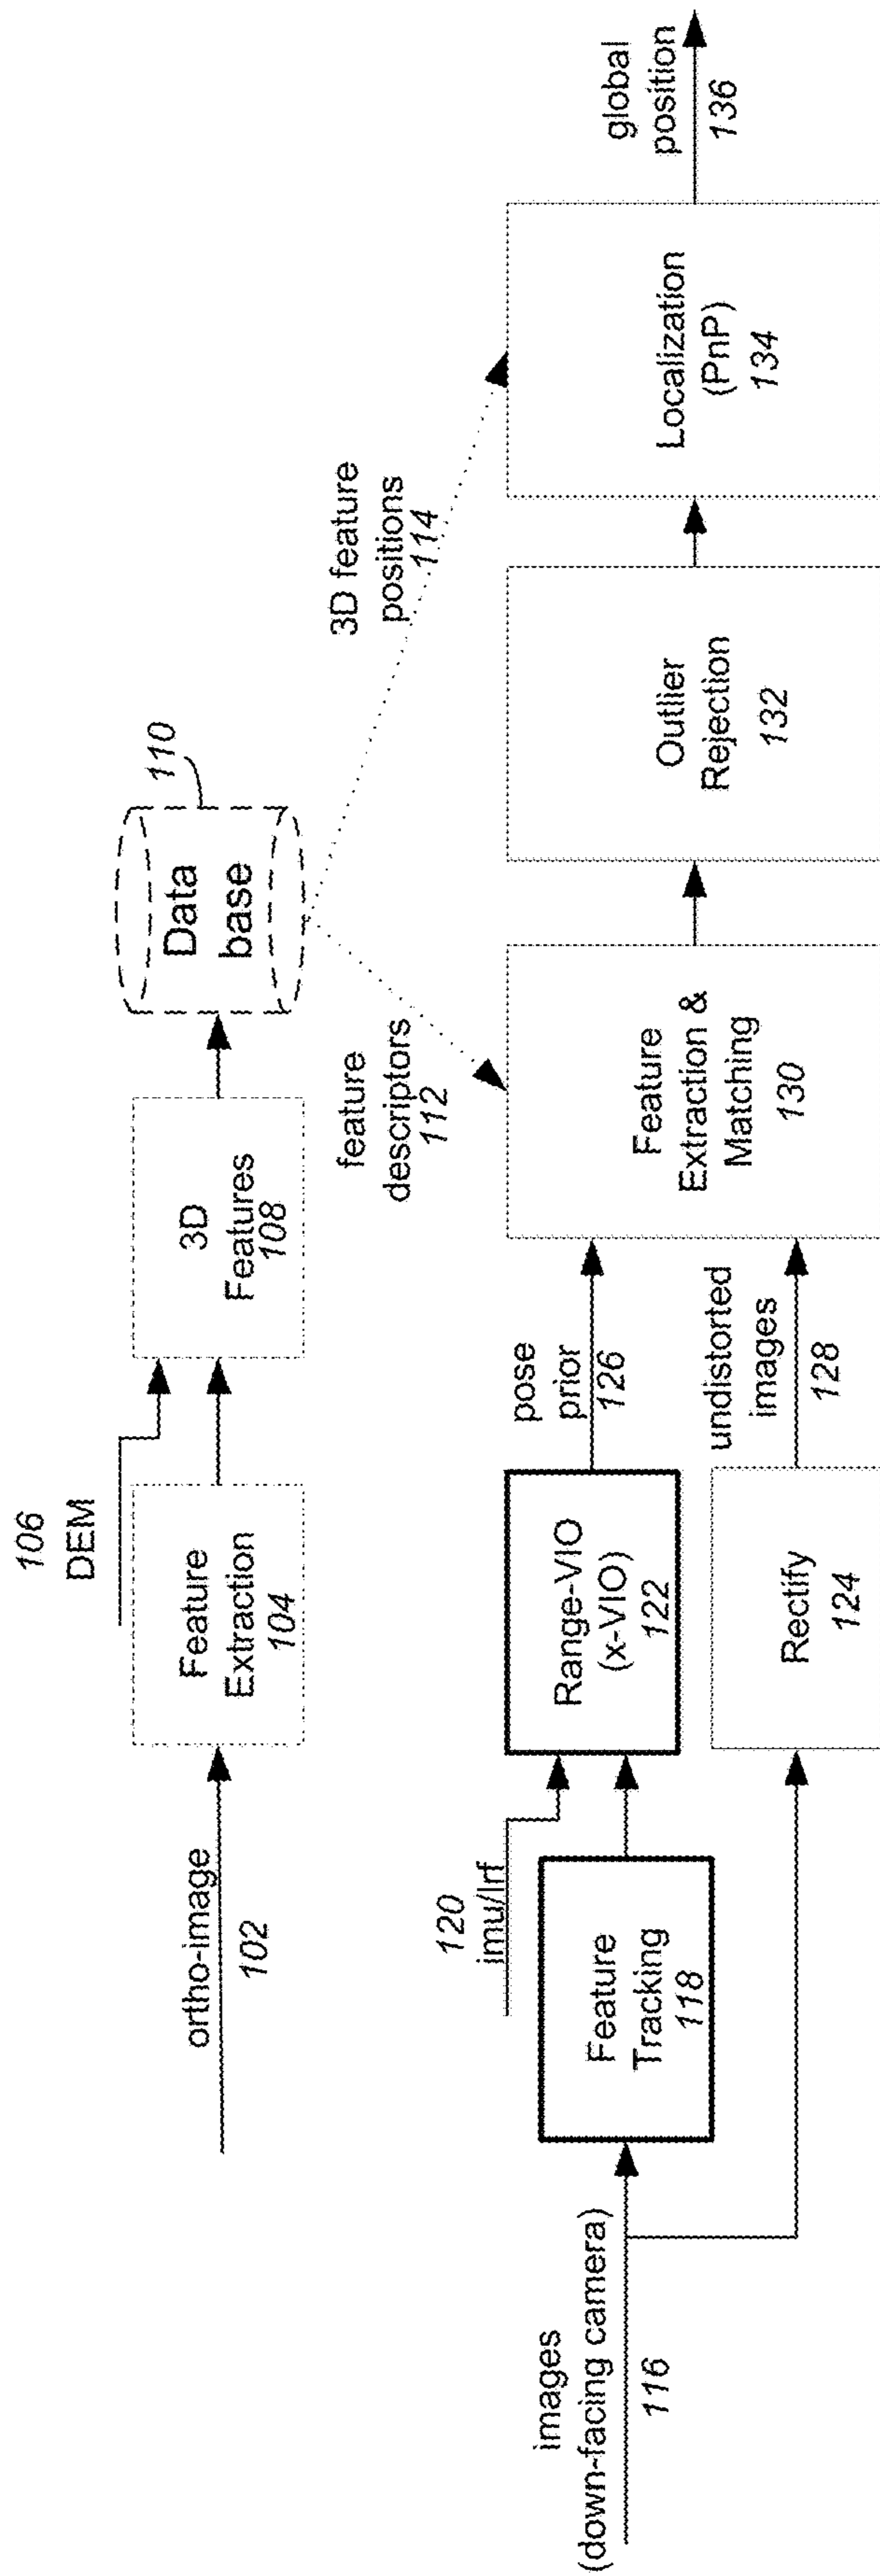 ortho-image
102
Feature
Extraction
104
106
DEM
3D
Features
108
Data
base
110
feature
descriptors
112
3D feature
positions
114
images
(down-facing camera)
116
Feature
Tracking
118
120
imu/lrf
Range-VIO
(x-VIO)
122
Rectify
124
pose
prior
126
undistorted
images
128
Feature
Extraction &
Matching
130
Outlier
Rejection
132
Localization
(PnP)
134
global
position
136